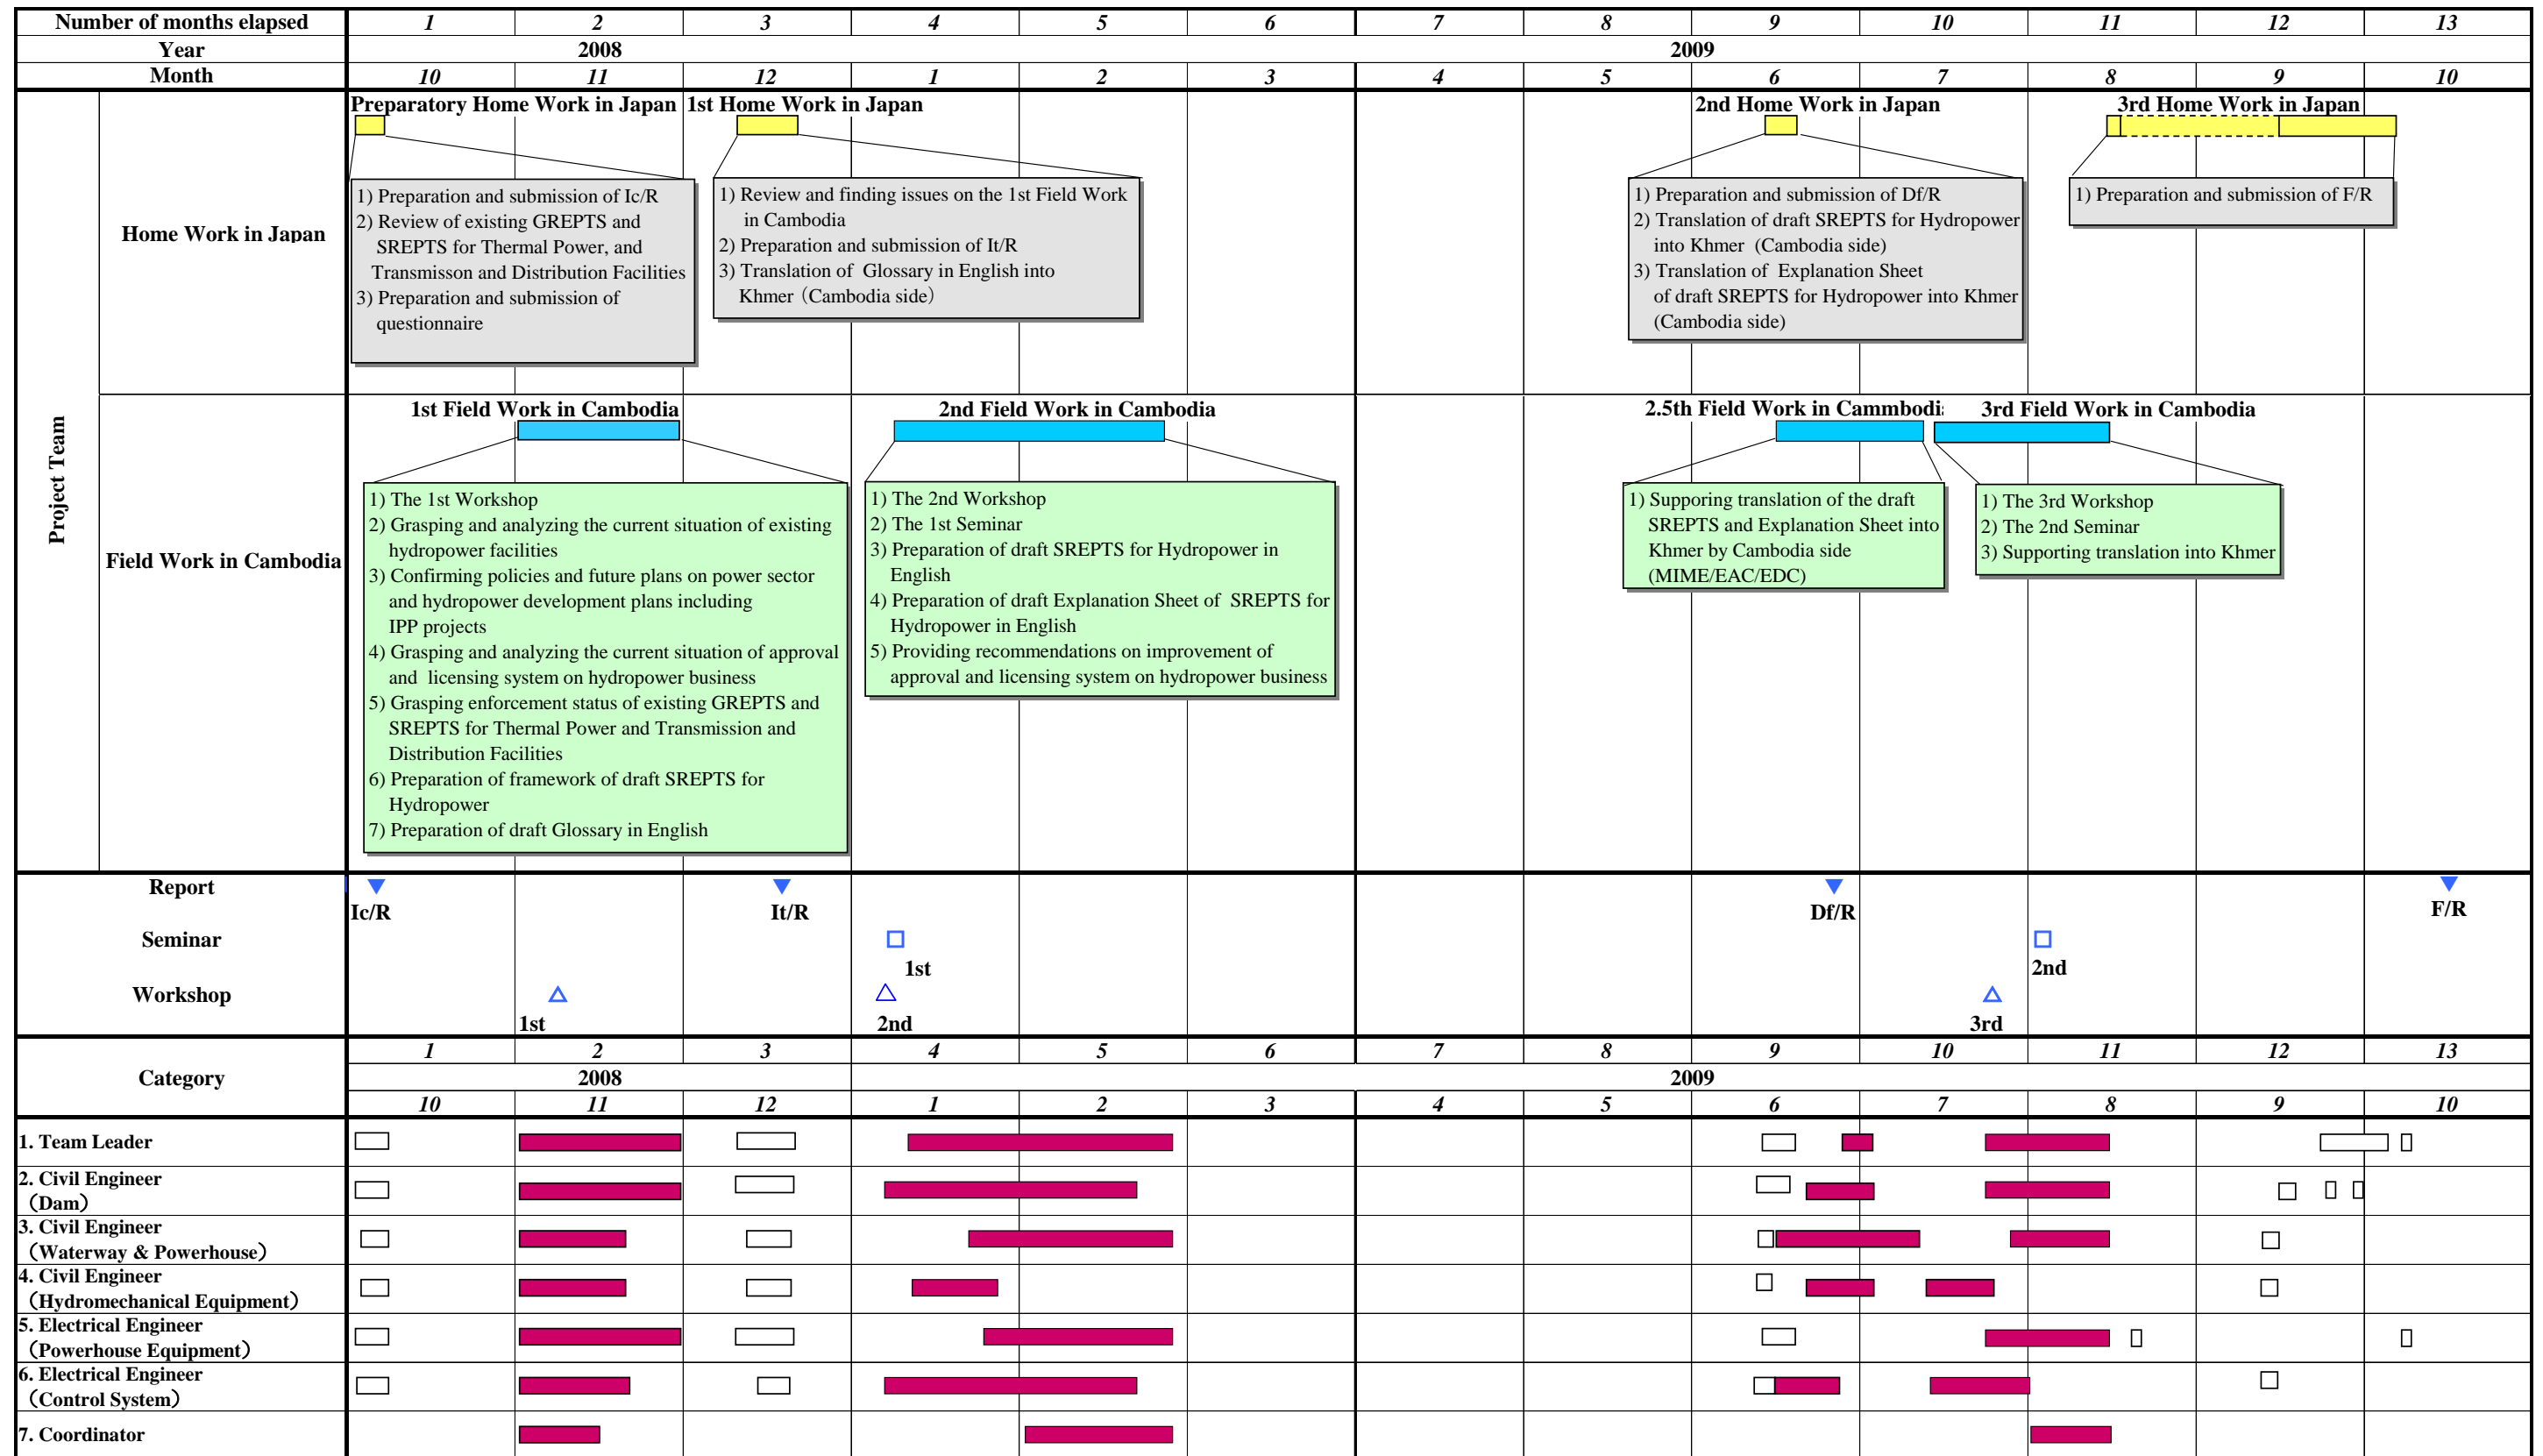 Number of months elapsed 1 2 3 4 5 6 7 8 9 10 11 12 13
Year 2008 2009
Month 10 11 12 1 2 3 4 5 6 7 8 9 10
Project Team
Home Work in Japan
Preparatory Home Work in Japan
1) Preparation and submission of Ic/R
2) Review of existing GREPTS and
SREPTS for Thermal Power, and
Transmisson and Distribution Facilities
3) Preparation and submission of
questionnaire
1st Home Work in Japan
1) Review and finding issues on the 1st Field Work
in Cambodia
2) Preparation and submission of It/R
3) Translation of Glossary in English into
Khmer（Cambodia side）
2nd Home Work in Japan
1) Preparation and submission of Df/R
2) Translation of draft SREPTS for Hydropower
into Khmer (Cambodia side)
3) Translation of Explanation Sheet
of draft SREPTS for Hydropower into Khmer
(Cambodia side)
3rd Home Work in Japan
1) Preparation and submission of F/R
Field Work in Cambodia
1st Field Work in Cambodia
1) The 1st Workshop
2) Grasping and analyzing the current situation of existing
hydropower facilities
3) Confirming policies and future plans on power sector
and hydropower development plans including
IPP projects
4) Grasping and analyzing the current situation of approval
and licensing system on hydropower business
5) Grasping enforcement status of existing GREPTS and
SREPTS for Thermal Power and Transmission and
Distribution Facilities
6) Preparation of framework of draft SREPTS for
Hydropower
7) Preparation of draft Glossary in English
2nd Field Work in Cambodia
1) The 2nd Workshop
2) The 1st Seminar
3) Preparation of draft SREPTS for Hydropower in
English
4) Preparation of draft Explanation Sheet of SREPTS for
Hydropower in English
5) Providing recommendations on improvement of
approval and licensing system on hydropower business
2.5th Field Work in Cammbodi
1) Supporing translation of the draft
SREPTS and Explanation Sheet into
Khmer by Cambodia side
(MIME/EAC/EDC)
3rd Field Work in Cambodia
1) The 3rd Workshop
2) The 2nd Seminar
3) Supporting translation into Khmer
Report
Ic/R It/R Df/R F/R
Seminar
1st 2nd
Workshop
1st 2nd 3rd
Category
1 2 3 4 5 6 7 8 9 10 11 12 13
2008 2009
10 11 12 1 2 3 4 5 6 7 8 9 10
1. Team Leader
2. Civil Engineer
（Dam）
3. Civil Engineer
（Waterway & Powerhouse）
4. Civil Engineer
（Hydromechanical Equipment）
5. Electrical Engineer
（Powerhouse Equipment）
6. Electrical Engineer
（Control System）
7. Coordinator